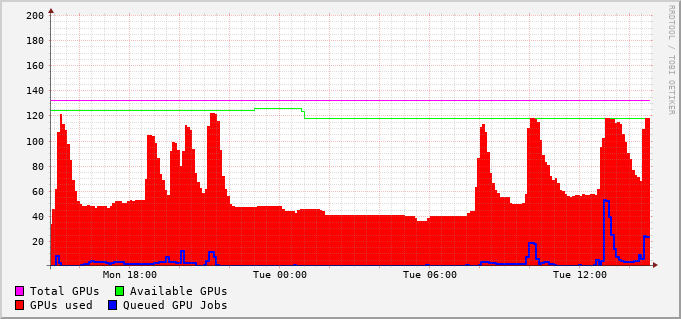 200
180
160
140
120
100
80
60
40
20
Mon 18:00 Tue 00:00 Tue 06:00 Tue 12:00
Total GPUs Available GPUs
GPUs used Queued GPU Jobs
RRDTOOL / TOBI OETIKER